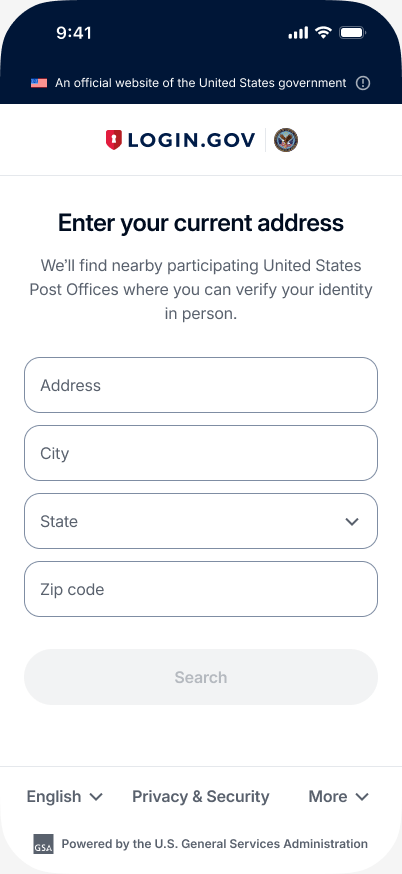 9:41
An official website of the United States government
LOGIN.GOV
Enter your current address
We’ll find nearby participating United States
Post Offices where you can verify your identity
in person.
Address
City
State
Zip code
Search
English Privacy & Security More
GSA Powered by the U.S. General Services Administration